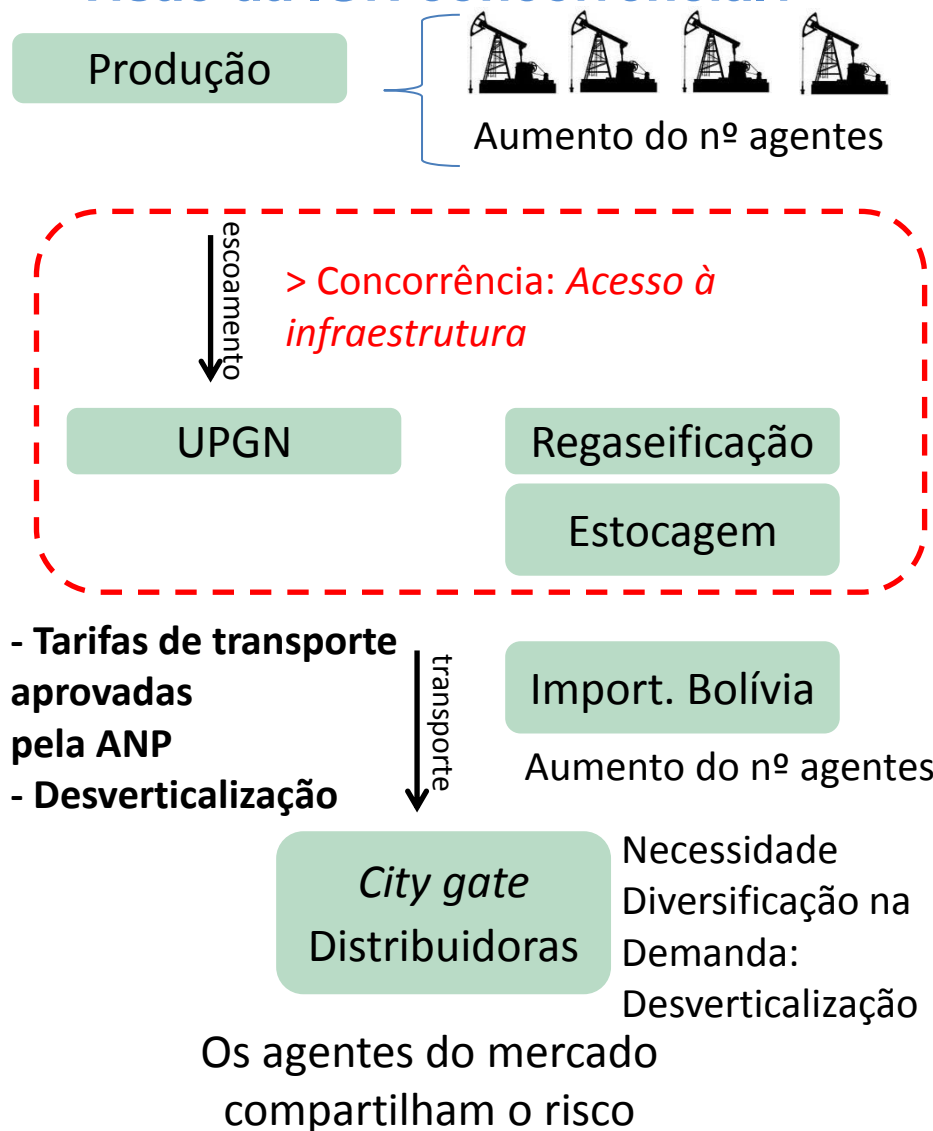 Produção
Aumento do nº agentes
escoamento
> Concorrência: Acesso à
infraestrutura
UPGN
Regaseificação
Estocagem
- Tarifas de transporte
aprovadas
pela ANP
- Desverticalização
transporte
Import. Bolívia
Aumento do nº agentes
City gate
Distribuidoras
Necessidade
Diversificação na
Demanda:
Desverticalização
Os agentes do mercado
compartilham o risco